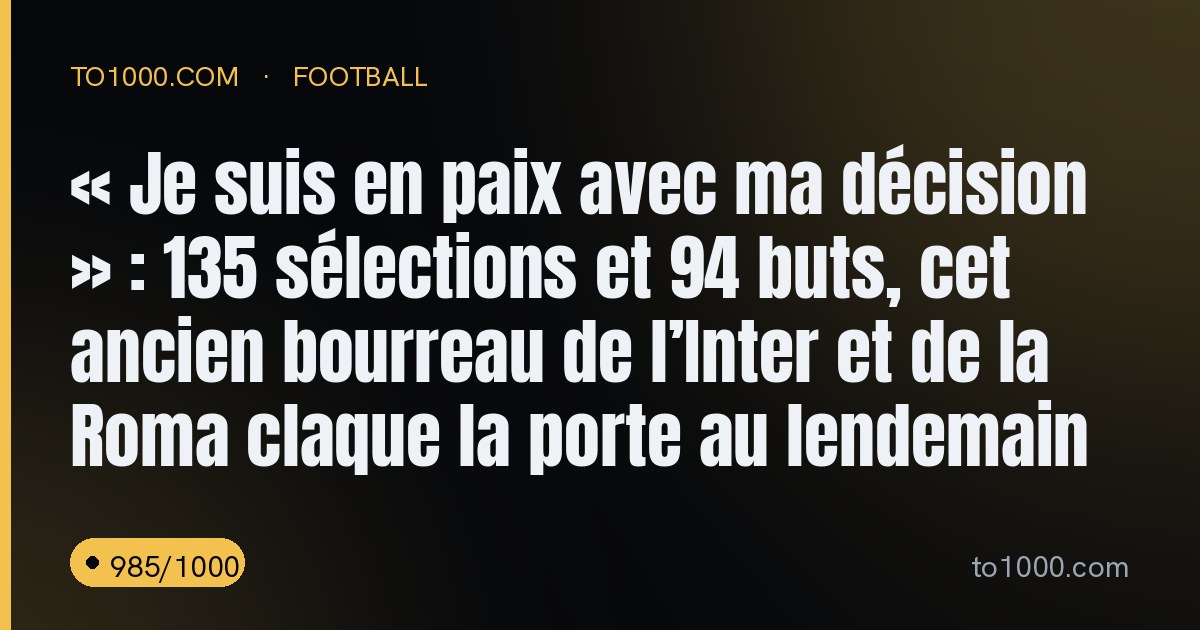 TO1000.COM · FOOTBALL
« Je suis en paix avec ma décision
» : 135 sélections et 94 buts, cet
ancien bourreau de l’Inter et de la
Roma claque la porte au lendemain
985/1000
to1000.com